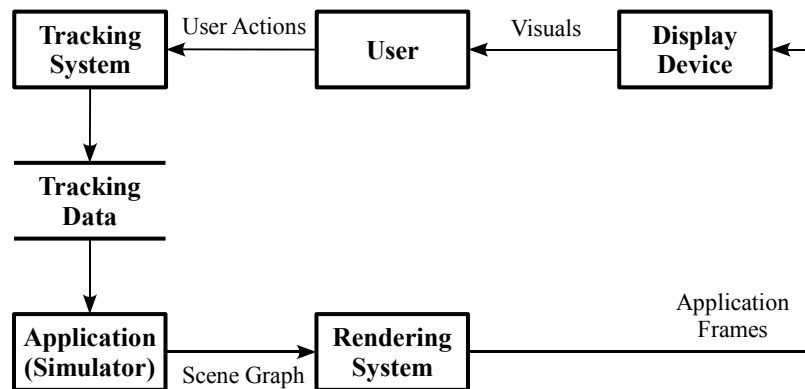 Tracking
System
User Actions
User
Visuals
Display
Device
Tracking
Data
Application
(Simulator)
Scene Graph
Rendering
System
Application
Frames